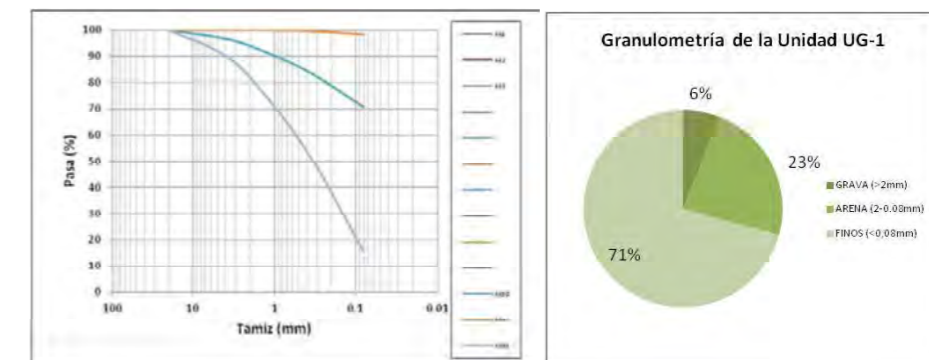 100
90
80
70
60
50
40
30
20
10
0
Pasa (%)
100 10 1 0.1 0.01
Tamiz (mm)
Granulometría de la Unidad UG-1
6%
23%
71%
GRAVA (>2mm)
ARENA (2-0.08mm)
FINOS (<0,08mm)